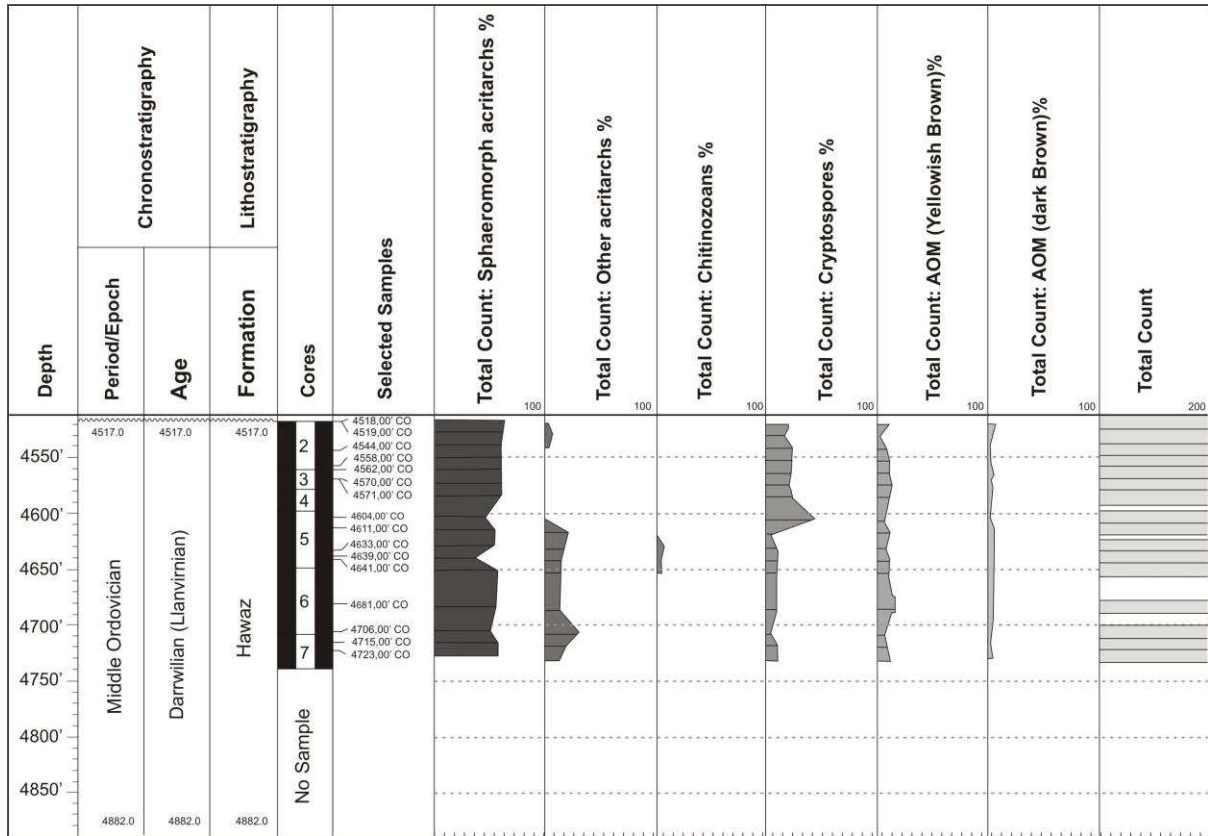 Chronostratigraphy
Lithostratigraphy
Depth
Period/Epoch
Age
Formation
Cores
Selected Samples
Total Count: Sphaeromorph acritarchs %
Total Count: Other acritarchs %
Total Count: Chitinozoans %
Total Count: Cryptospores %
Total Count: AOM (Yellowish Brown)%
Total Count: AOM (dark Brown)%
Total Count
100
100
100
100
100
100
200
4517.0
4517.0
4517.0
4550'
4600'
4650'
4700'
4750'
4800'
4850'
Middle Ordovician
Darrwilian (Llanvirnian)
Hawaz
2
3
4
5
6
7
No Sample
4518,00' CO
4519,00' CO
4544,00' CO
4558,00' CO
4562,00' CO
4570,00' CO
4571,00' CO
4604,00' CO
4611,00' CO
4633,00' CO
4639,00' CO
4641,00' CO
4681,00' CO
4706,00' CO
4715,00' CO
4723,00' CO
4882.0
4882.0
4882.0